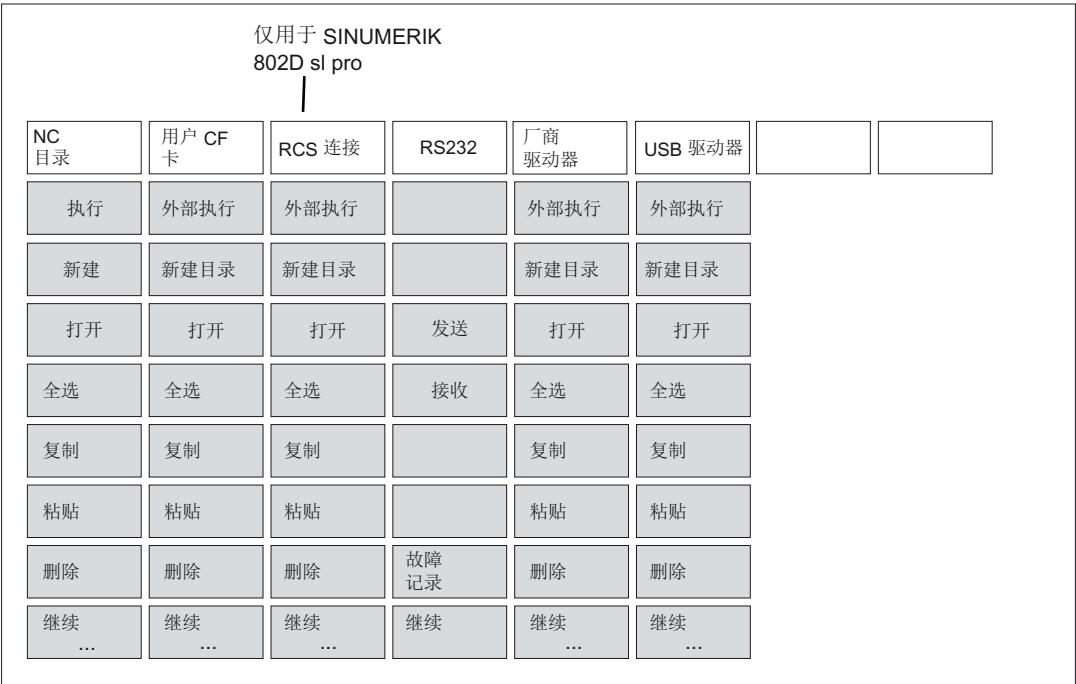 仅用于 SINUMERIK
802D sl pro
NC
目录
用户 CF
卡
RCS 连接
RS232
厂商
驱动器
USB 驱动器
执行
外部执行
外部执行
外部执行
外部执行
新建
新建目录
新建目录
新建目录
新建目录
打开
打开
打开
发送
打开
打开
全选
全选
全选
接收
全选
全选
复制
复制
复制
复制
复制
粘贴
粘贴
粘贴
粘贴
粘贴
删除
删除
删除
故障
记录
删除
删除
继续
...
继续
...
继续
...
继续
继续
...
继续
...